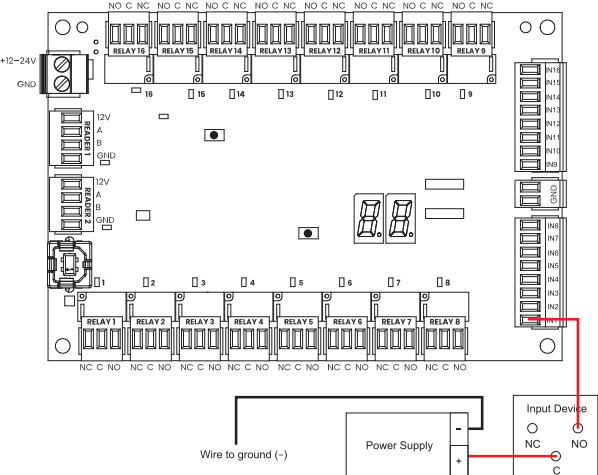 NO C NC NO C NC NO C NC NO C NC NO C NC NO C NC NO C NC NO C NC
RELAY 16 RELAY 15 RELAY 14 RELAY 13 RELAY 12 RELAY 11 RELAY 10 RELAY 9
16 15 14 13 12 11 10 9
+12–24V
GND
READER 1
12V
A
B
GND
READER 2
12V
A
B
GND
IN16
IN15
IN14
IN13
IN12
IN11
IN10
IN9
GND
IN8
IN7
IN6
IN5
IN4
IN3
IN2
IN1
1 2 3 4 5 6 7 8
RELAY 1 RELAY 2 RELAY 3 RELAY 4 RELAY 5 RELAY 6 RELAY 7 RELAY 8
NC C NO NC C NO NC C NO NC C NO NC C NO NC C NO NC C NO NC C NO
Wire to ground (-)
Power Supply
-
+
Input Device
NC NO
C